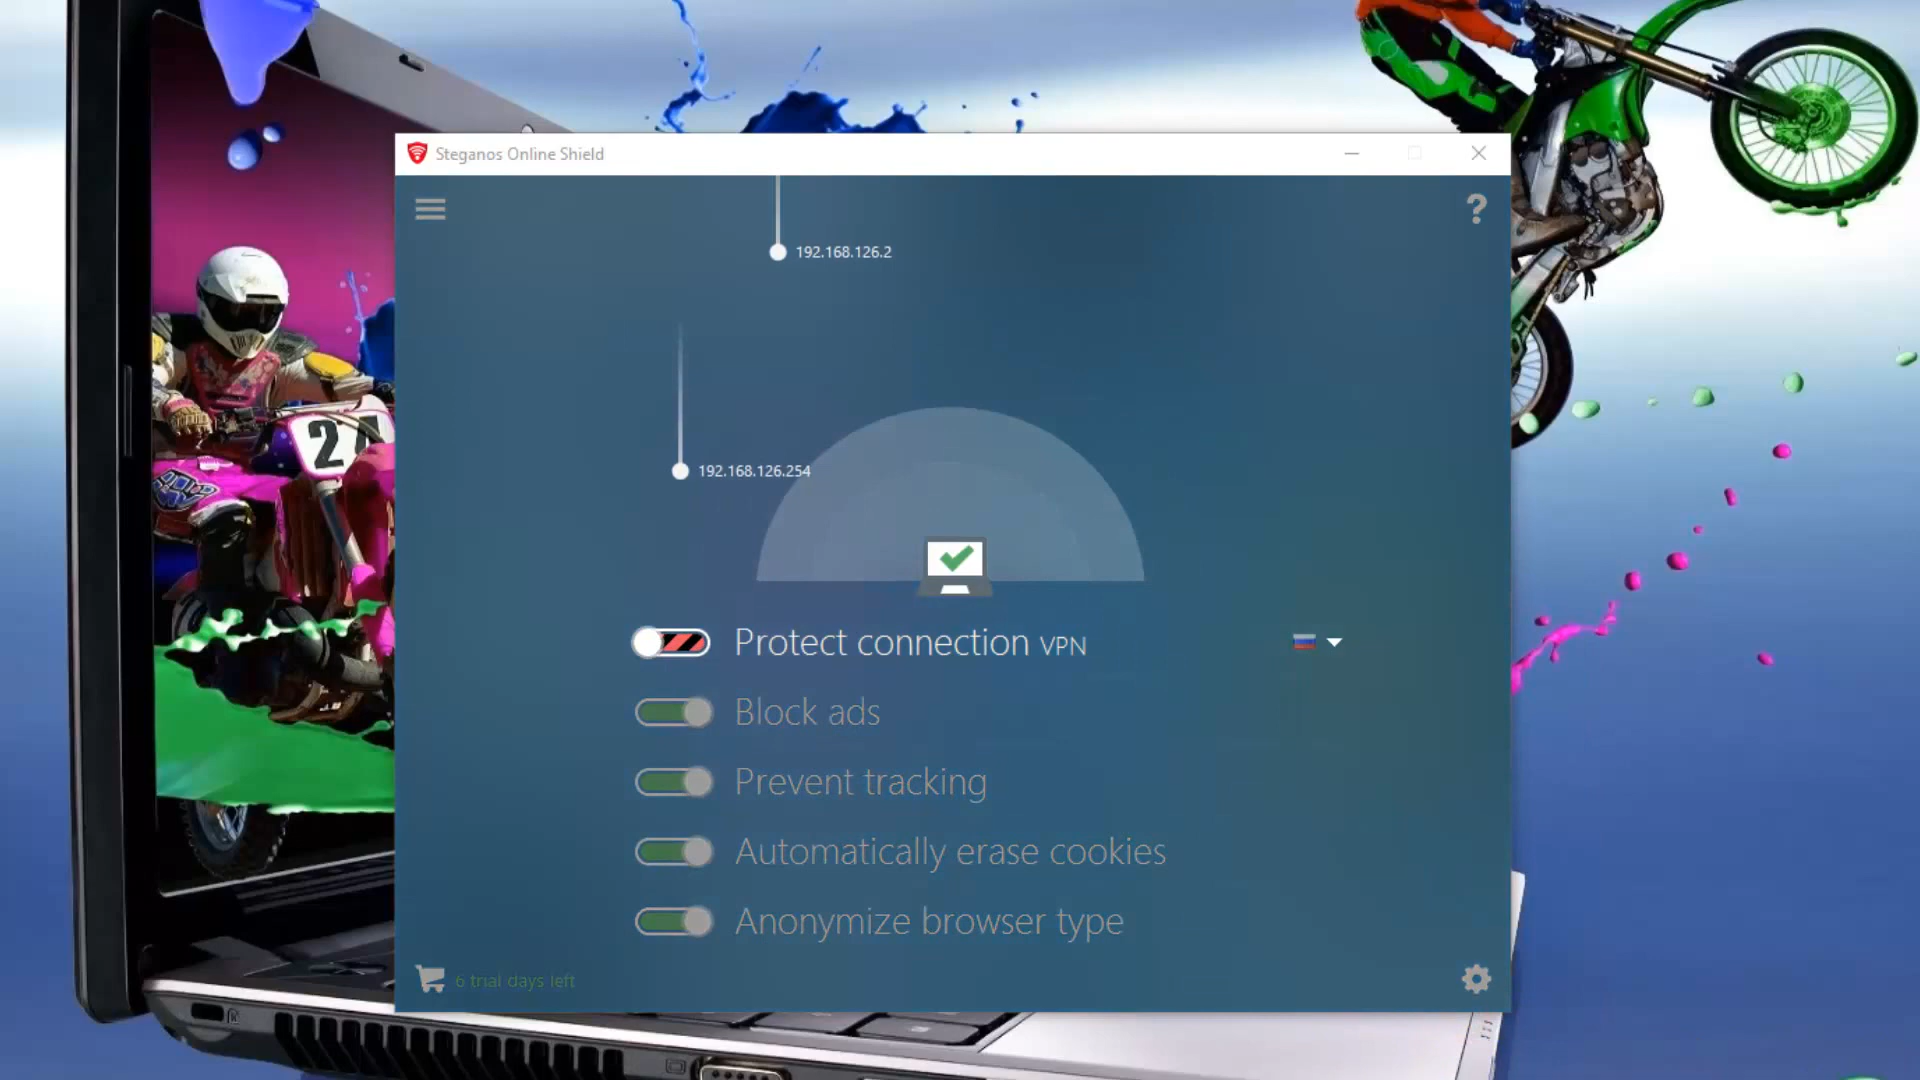 Steganos Online Shield
192.168.126.2
192.168.126.254
Protect connection VPN
Block ads
Prevent tracking
Automatically erase cookies
Anonymize browser type
6 trial days left